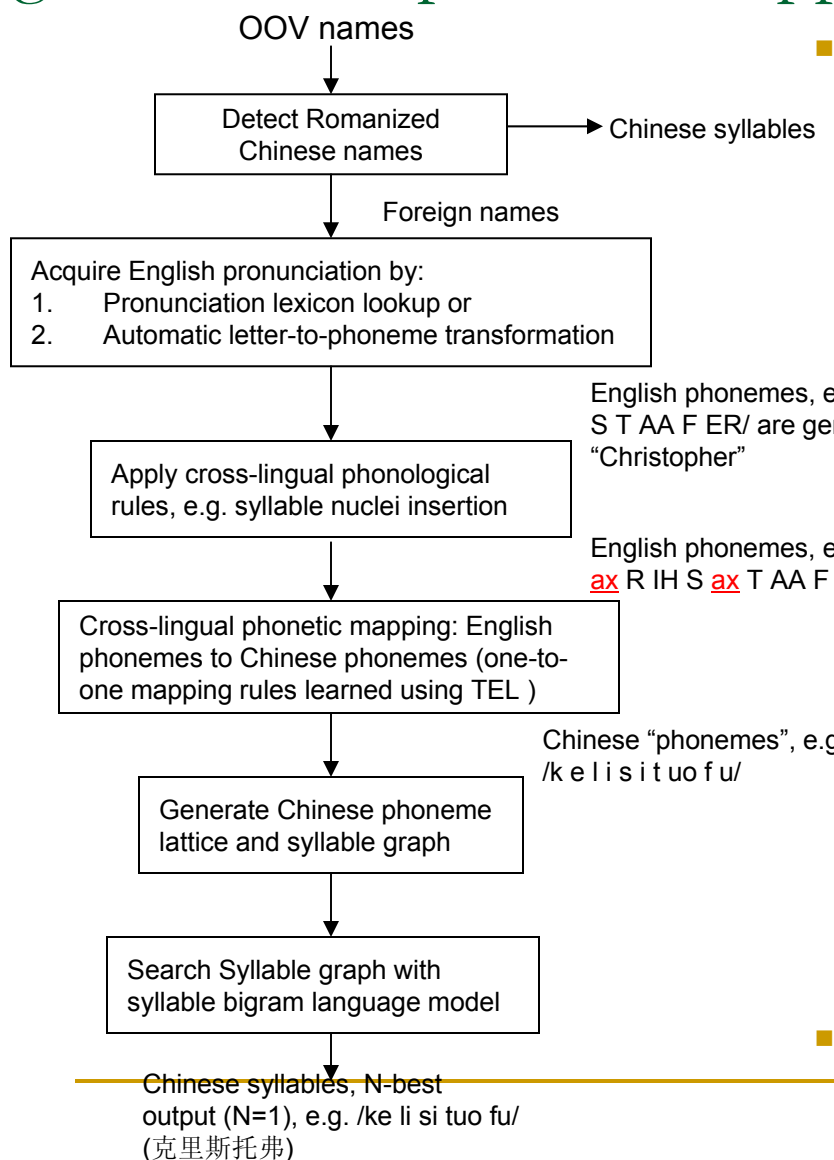 OOV names
Detect Romanized
Chinese names
Chinese syllables
Foreign names
Acquire English pronunciation by:
1. Pronunciation lexicon lookup or
2. Automatic letter-to-phoneme transformation
English phonemes, e
S T AA F ER/ are ger
“Christopher”
Apply cross-lingual phonological
rules, e.g. syllable nuclei insertion
English phonemes, e
ax R IH S ax T AA F
Cross-lingual phonetic mapping: English
phonemes to Chinese phonemes (one-to-
one mapping rules learned using TEL )
Chinese “phonemes”, e.g
/k e l i s i t uo f u/
Generate Chinese phoneme
lattice and syllable graph
Search Syllable graph with
syllable bigram language model
Chinese syllables, N-best
output (N=1), e.g. /ke li si tuo fu/
(克里斯托弗)